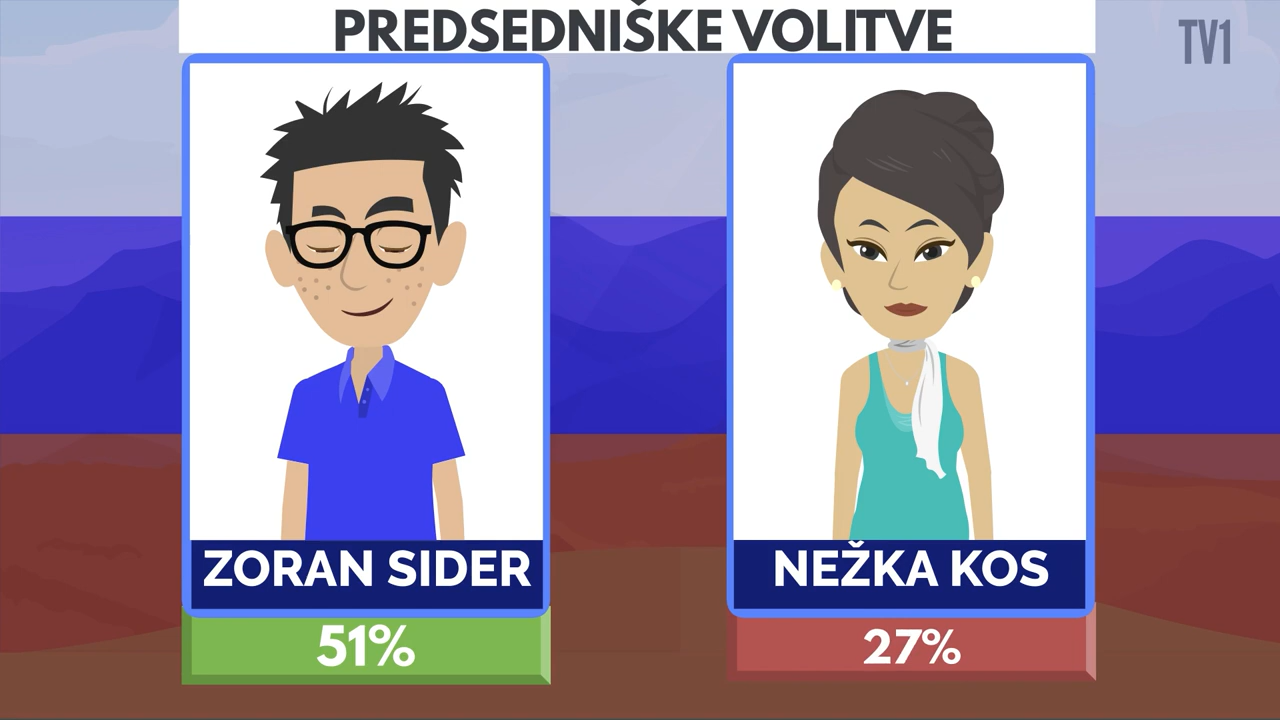 PREDSEDNIŠKE VOLITVE
TV1
ZORAN SIDER
51%
NEŽKA KOS
27%